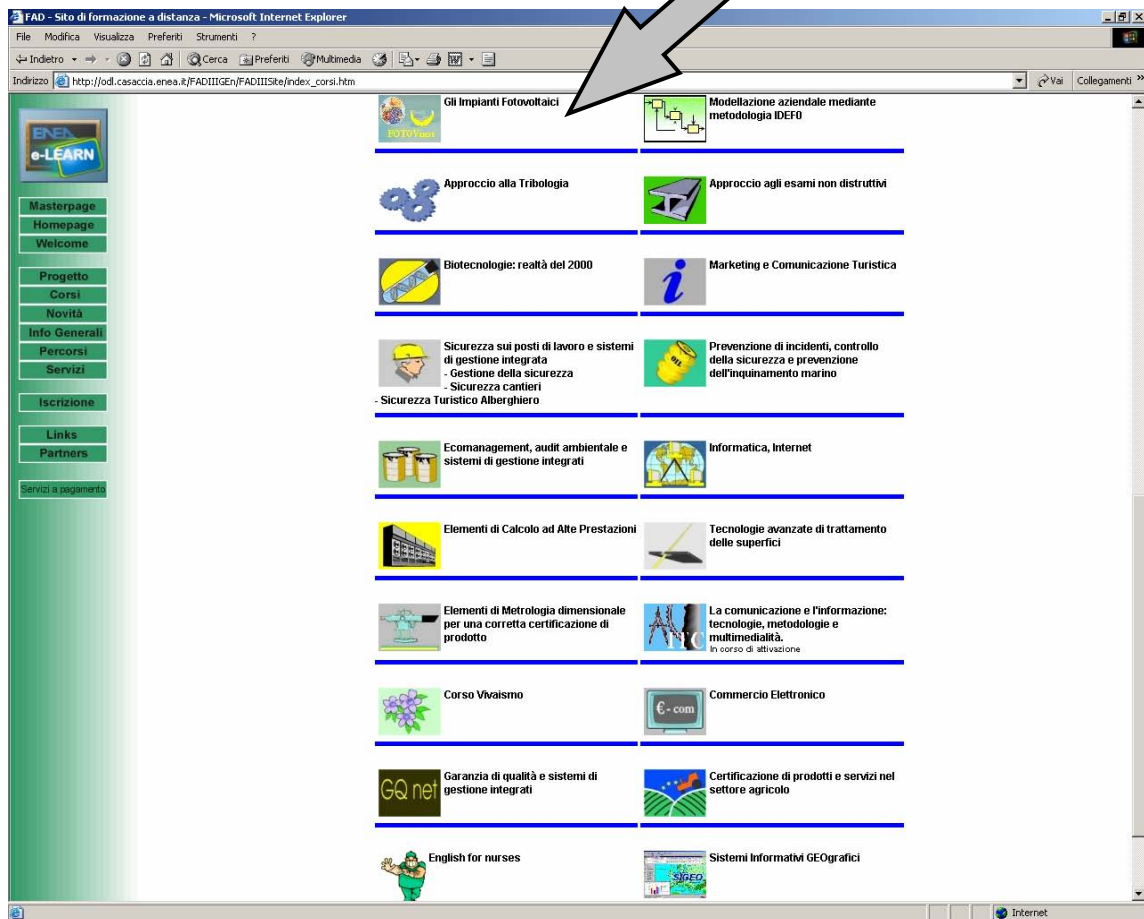 FAD - Sito di formazione a distanza - Microsoft Internet Explorer
File Modifica Visualizza Preferiti Strumenti ?
Indietro Cerca Preferiti Multimedia
Indirizzo http://odl.casaccia.enea.it/FADIIIGEn/FADIIISite/index_corsi.htm Vai Collegamenti »
ENEA
e-LEARN
Masterpage
Homepage
Welcome
Progetto
Corsi
Novità
Info Generali
Percorsi
Servizi
Iscrizione
Links
Partners
Servizi a pagamento
Gli Impianti Fotovoltaici
Modellazione aziendale mediante
metodologia IDEF0
Approccio alla Tribologia
Approccio agli esami non distruttivi
Biotecnologie: realtà del 2000
i
Marketing e Comunicazione Turistica
Sicurezza sui posti di lavoro e sistemi
di gestione integrata
- Gestione della sicurezza
- Sicurezza cantieri
- Sicurezza Turistico Alberghiero
OIL
Prevenzione di incidenti, controllo
della sicurezza e prevenzione
dell'inquinamento marino
Ecomanagement, audit ambientale e
sistemi di gestione integrati
Informatica, Internet
Elementi di Calcolo ad Alte Prestazioni
Tecnologie avanzate di trattamento
delle superfici
Elementi di Metrologia dimensionale
per una corretta certificazione di
prodotto
La comunicazione e l'informazione:
tecnologie, metodologie e
multimedialità.
In corso di attivazione
Corso Vivaismo
€ - com
Commercio Elettronico
GQ net
Garanzia di qualità e sistemi di
gestione integrati
Certificazione di prodotti e servizi nel
settore agricolo
English for nurses
SIGEO
Sistemi Informativi GEOgrafici
Internet